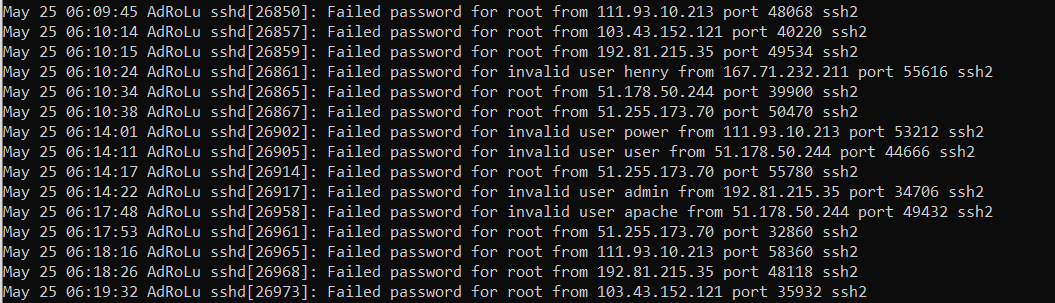 May 25 06:09:45 AdRoLu sshd[26850]: Failed password for root from 111.93.10.213 port 48068 ssh2
May 25 06:10:14 AdRoLu sshd[26857]: Failed password for root from 103.43.152.121 port 40220 ssh2
May 25 06:10:15 AdRoLu sshd[26859]: Failed password for root from 192.81.215.35 port 49534 ssh2
May 25 06:10:24 AdRoLu sshd[26861]: Failed password for invalid user henry from 167.71.232.211 port 55616 ssh2
May 25 06:10:34 AdRoLu sshd[26865]: Failed password for root from 51.178.50.244 port 39900 ssh2
May 25 06:10:38 AdRoLu sshd[26867]: Failed password for root from 51.255.173.70 port 50470 ssh2
May 25 06:14:01 AdRoLu sshd[26902]: Failed password for invalid user power from 111.93.10.213 port 53212 ssh2
May 25 06:14:11 AdRoLu sshd[26905]: Failed password for invalid user user from 51.178.50.244 port 44666 ssh2
May 25 06:14:17 AdRoLu sshd[26914]: Failed password for root from 51.255.173.70 port 55780 ssh2
May 25 06:14:22 AdRoLu sshd[26917]: Failed password for invalid user admin from 192.81.215.35 port 34706 ssh2
May 25 06:17:48 AdRoLu sshd[26958]: Failed password for invalid user apache from 51.178.50.244 port 49432 ssh2
May 25 06:17:53 AdRoLu sshd[26961]: Failed password for root from 51.255.173.70 port 32860 ssh2
May 25 06:18:16 AdRoLu sshd[26965]: Failed password for root from 111.93.10.213 port 58360 ssh2
May 25 06:18:26 AdRoLu sshd[26968]: Failed password for root from 192.81.215.35 port 48118 ssh2
May 25 06:19:32 AdRoLu sshd[26973]: Failed password for root from 103.43.152.121 port 35932 ssh2